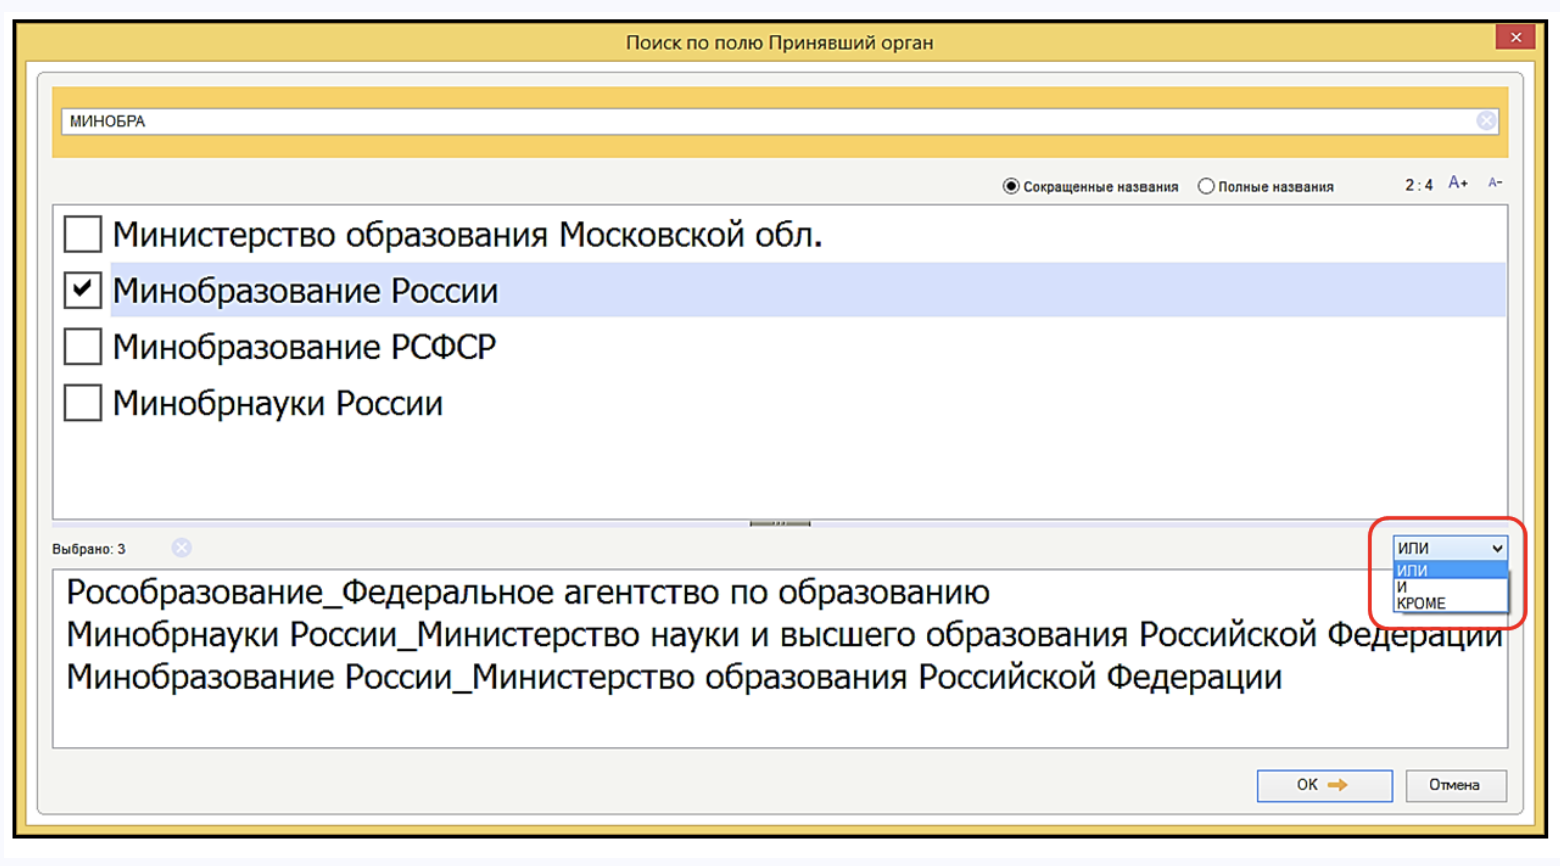 Поиск по полю Принявший орган
МИНОБРА
Сокращенные названия Полные названия 2 : 4 A+ A-
Министерство образования Московской обл.
Минобразование России
Минобразование РСФСР
Минобрнауки России
Выбрано: 3
ИЛИ
ИЛИ
И
КРОМЕ
Рособразование_Федеральное агентство по образованию
Минобрнауки России_Министерство науки и высшего образования Российской Федерации
Минобразование России_Министерство образования Российской Федерации
ОК Отмена